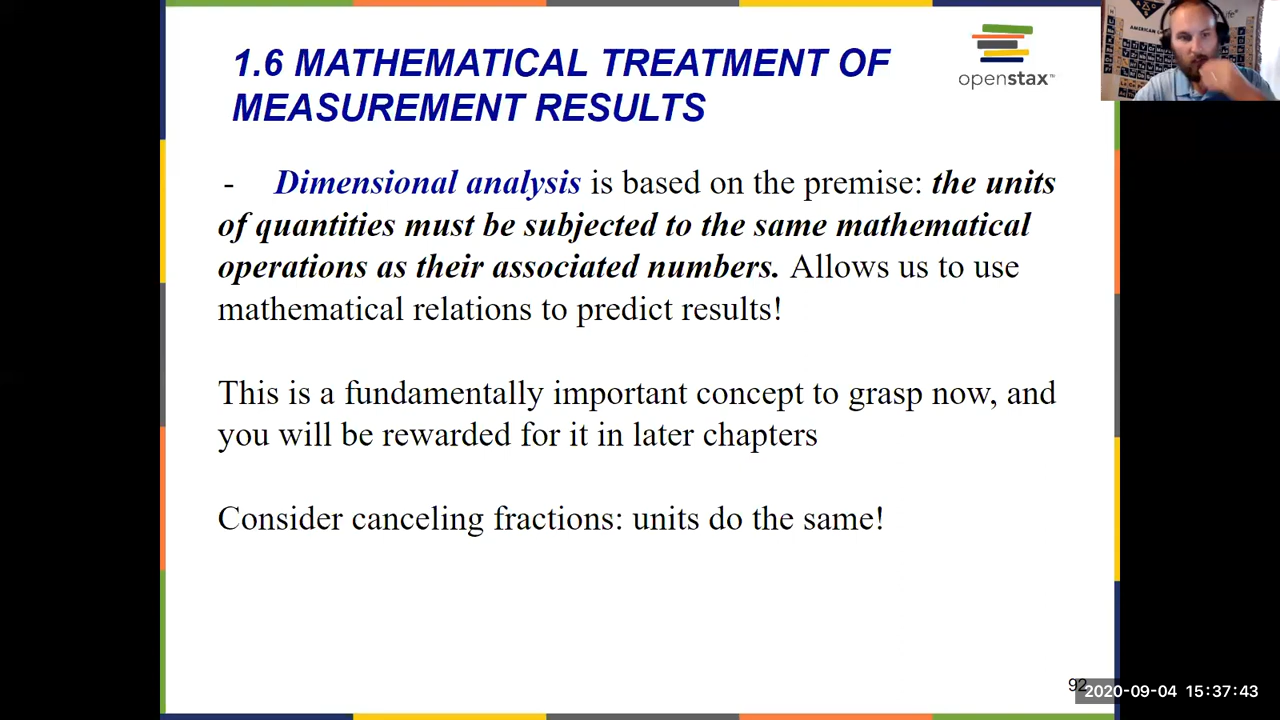 1.6 MATHEMATICAL TREATMENT OF
MEASUREMENT RESULTS
openstax™
- Dimensional analysis is based on the premise: the units
of quantities must be subjected to the same mathematical
operations as their associated numbers. Allows us to use
mathematical relations to predict results!
This is a fundamentally important concept to grasp now, and
you will be rewarded for it in later chapters
Consider canceling fractions: units do the same!
92
2020-09-04 15:37:43